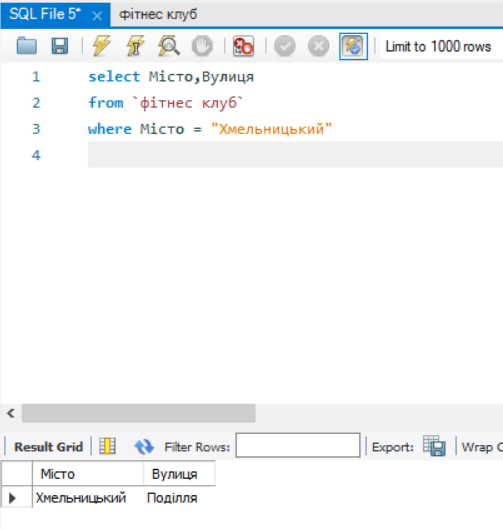 SQL File 5* × фітнес клуб
Limit to 1000 rows
1 select Місто,Вулиця
2 from `фітнес клуб`
3 where Місто = "Хмельницький"
4
Result Grid Filter Rows: Export: Wrap C
Місто Вулиця
Хмельницький Поділля